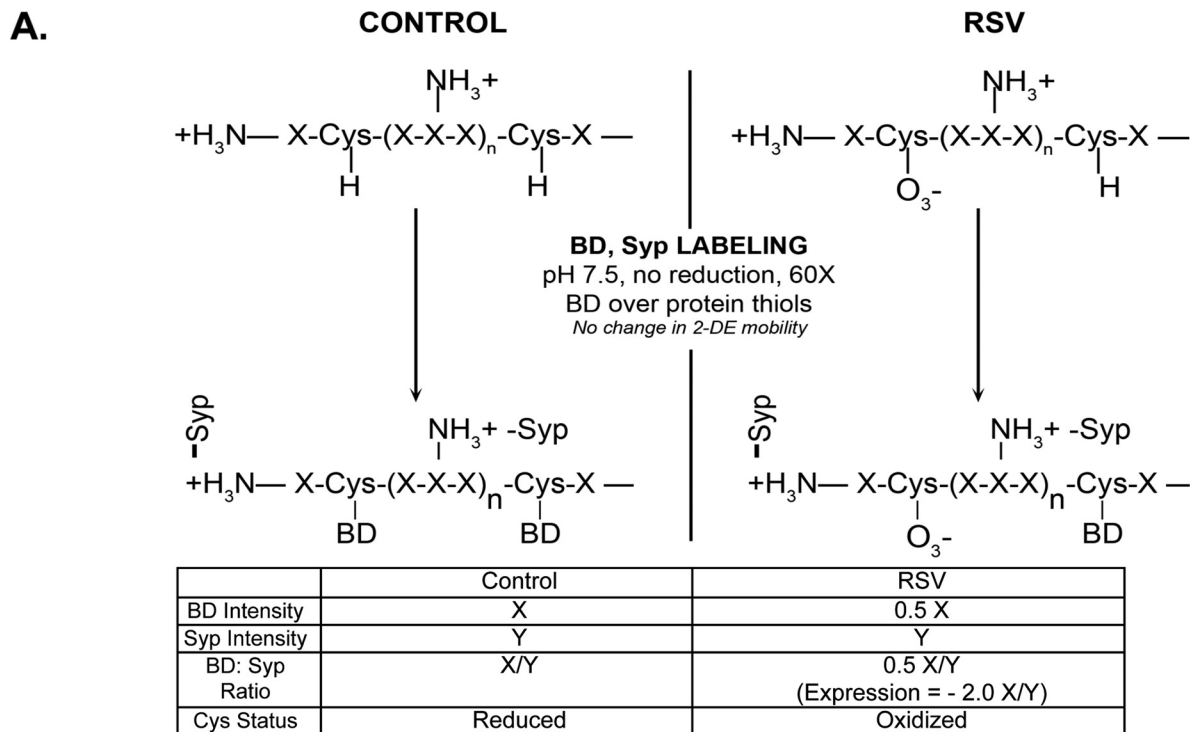 A.
CONTROL
RSV
NH₃+
NH₃+
+H₃N— X-Cys-(X-X-X)ₙ-Cys-X —
+H₃N— X-Cys-(X-X-X)ₙ-Cys-X —
H
H
O₃-
H
BD, Syp LABELING
pH 7.5, no reduction, 60X
BD over protein thiols
No change in 2-DE mobility
-Syp
NH₃+ -Syp
-Syp
NH₃+ -Syp
+H₃N— X-Cys-(X-X-X)n-Cys-X —
+H₃N— X-Cys-(X-X-X)n-Cys-X —
BD
BD
O₃-
BD
Control RSV
BD Intensity X 0.5 X
Syp Intensity Y Y
BD: Syp
Ratio
X/Y
0.5 X/Y
(Expression = - 2.0 X/Y)
Cys Status Reduced Oxidized